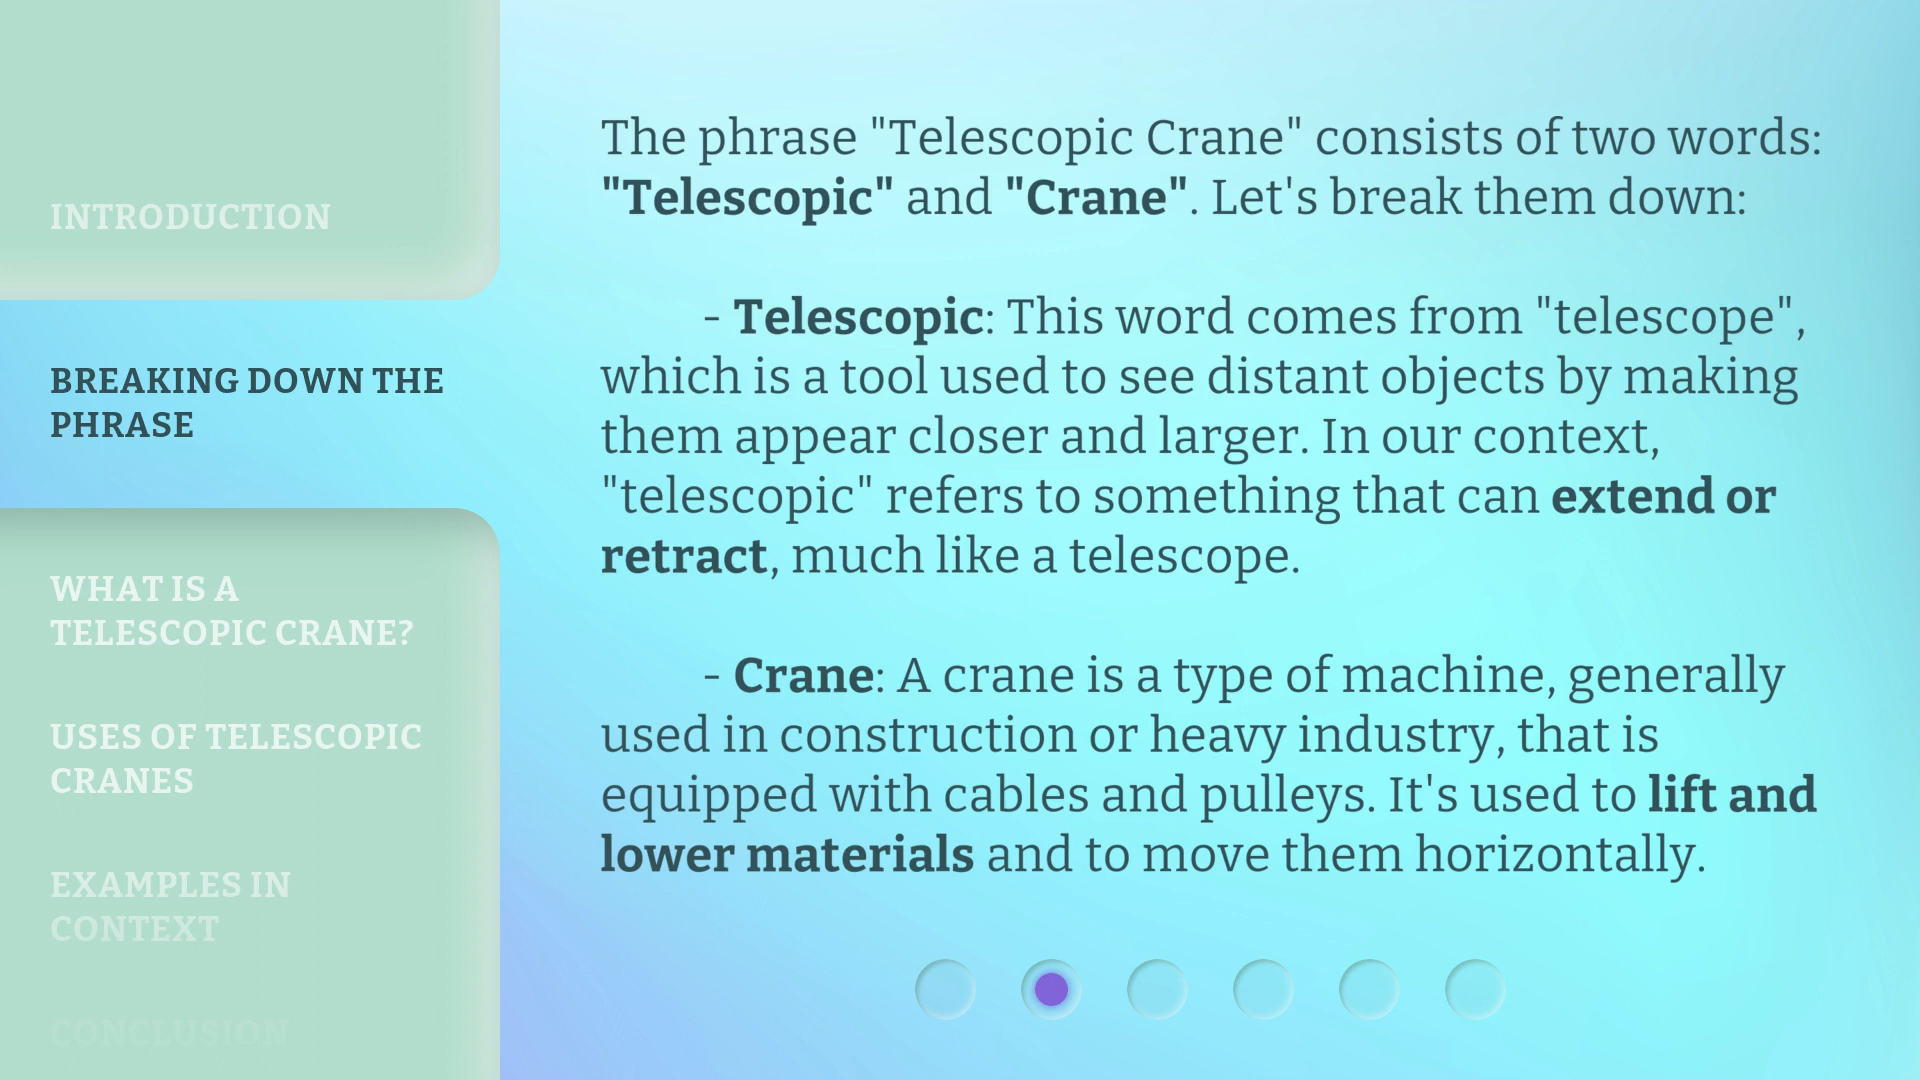 INTRODUCTION
BREAKING DOWN THE
PHRASE
WHAT IS A
TELESCOPIC CRANE?
USES OF TELESCOPIC
CRANES
EXAMPLES IN
CONTEXT
CONCLUSION
The phrase "Telescopic Crane" consists of two words:
"Telescopic" and "Crane". Let's break them down:
- Telescopic: This word comes from "telescope",
which is a tool used to see distant objects by making
them appear closer and larger. In our context,
"telescopic" refers to something that can extend or
retract, much like a telescope.
- Crane: A crane is a type of machine, generally
used in construction or heavy industry, that is
equipped with cables and pulleys. It's used to lift and
lower materials and to move them horizontally.